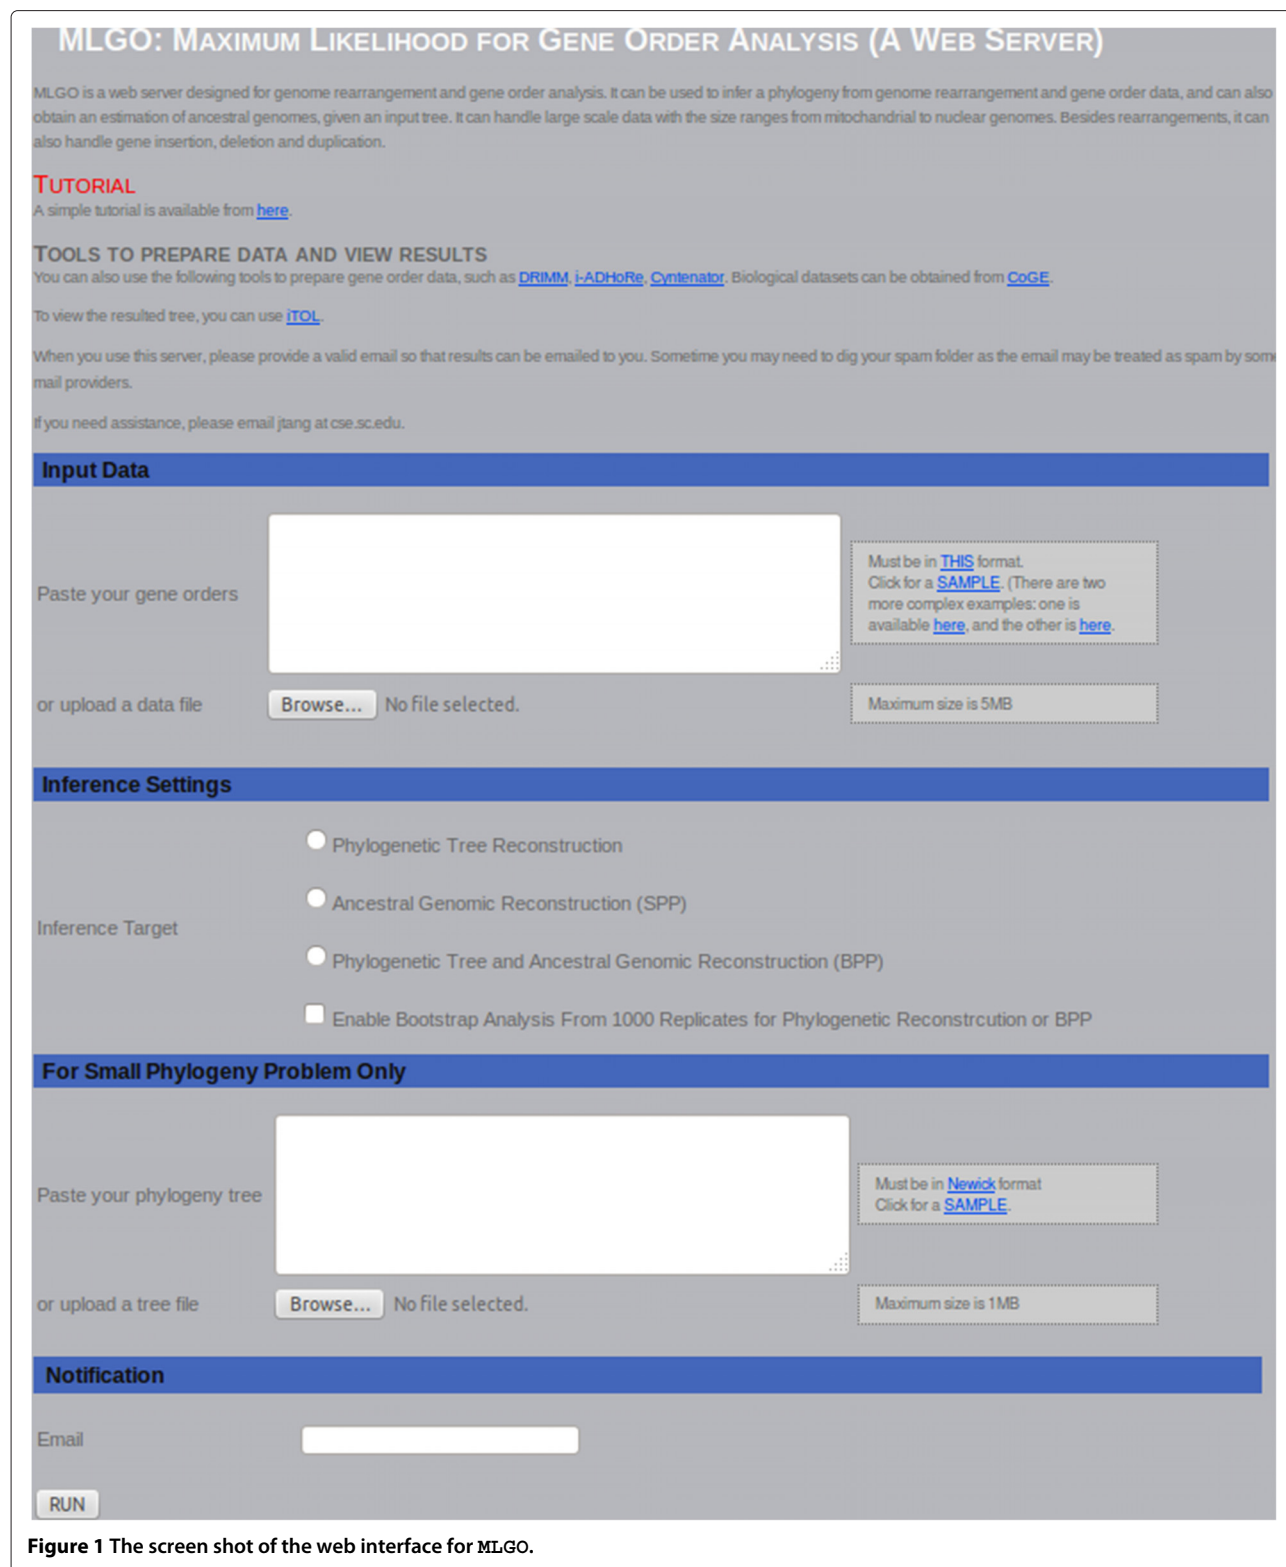 MLGO: MAXIMUM LIKELIHOOD FOR GENE ORDER ANALYSIS (A WEB SERVER)
MLGO is a web server designed for genome rearrangement and gene order analysis. It can be used to infer a phylogeny from genome rearrangement and gene order data, and can also
obtain an estimation of ancestral genomes, given an input tree. It can handle large scale data with the size ranges from mitochandrial to nuclear genomes. Besides rearrangements, it can
also handle gene insertion, deletion and duplication.
TUTORIAL
A simple tutorial is available from here.
TOOLS TO PREPARE DATA AND VIEW RESULTS
You can also use the following tools to prepare gene order data, such as DRIMM, i-ADHoRe, Cyntenator. Biological datasets can be obtained from CoGE.
To view the resulted tree, you can use iTOL.
When you use this server, please provide a valid email so that results can be emailed to you. Sometime you may need to dig your spam folder as the email may be treated as spam by some
mail providers.
If you need assistance, please email jtang at cse.sc.edu.
Input Data
Paste your gene orders
Must be in THIS format.
Click for a SAMPLE. (There are two
more complex examples: one is
available here, and the other is here.
or upload a data file
Browse... No file selected.
Maximum size is 5MB
Inference Settings
Inference Target
Phylogenetic Tree Reconstruction
Ancestral Genomic Reconstruction (SPP)
Phylogenetic Tree and Ancestral Genomic Reconstruction (BPP)
Enable Bootstrap Analysis From 1000 Replicates for Phylogenetic Reconstrcution or BPP
For Small Phylogeny Problem Only
Paste your phylogeny tree
Must be in Newick format
Click for a SAMPLE.
or upload a tree file
Browse... No file selected.
Maximum size is 1MB
Notification
Email
RUN
Figure 1 The screen shot of the web interface for MLGO.